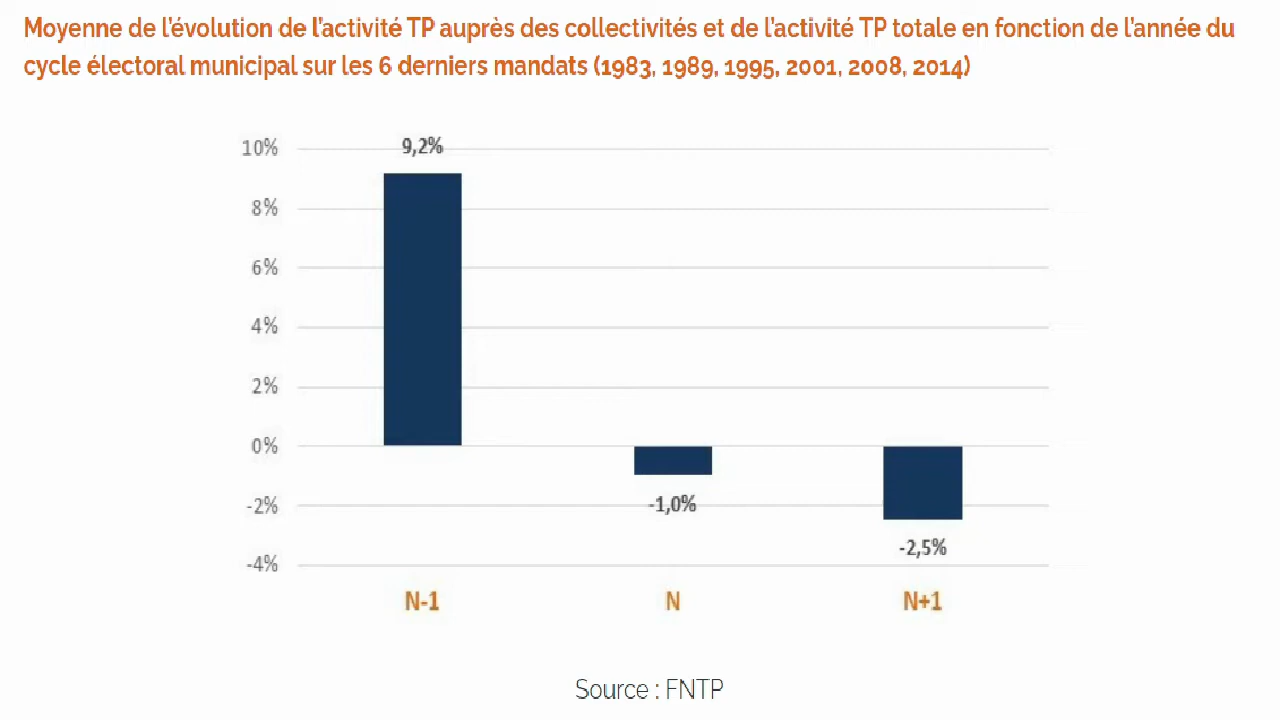 Moyenne de l'évolution de l'activité TP auprès des collectivités et de l'activité TP totale en fonction de l'année du
cycle électoral municipal sur les 6 derniers mandats (1983, 1989, 1995, 2001, 2008, 2014)
10%
9,2%
8%
6%
4%
2%
0%
-2%
-1,0%
-2,5%
-4%
N-1
N
N+1
Source : FNTP